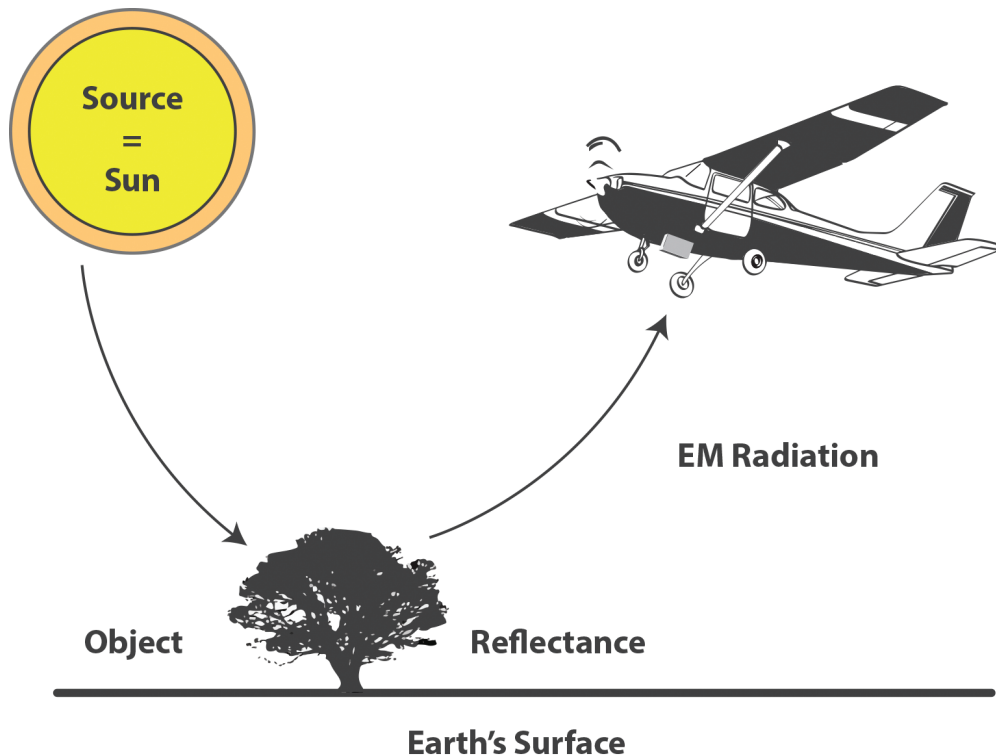 Source
=
Sun
EM Radiation
Object
Reflectance
Earth's Surface